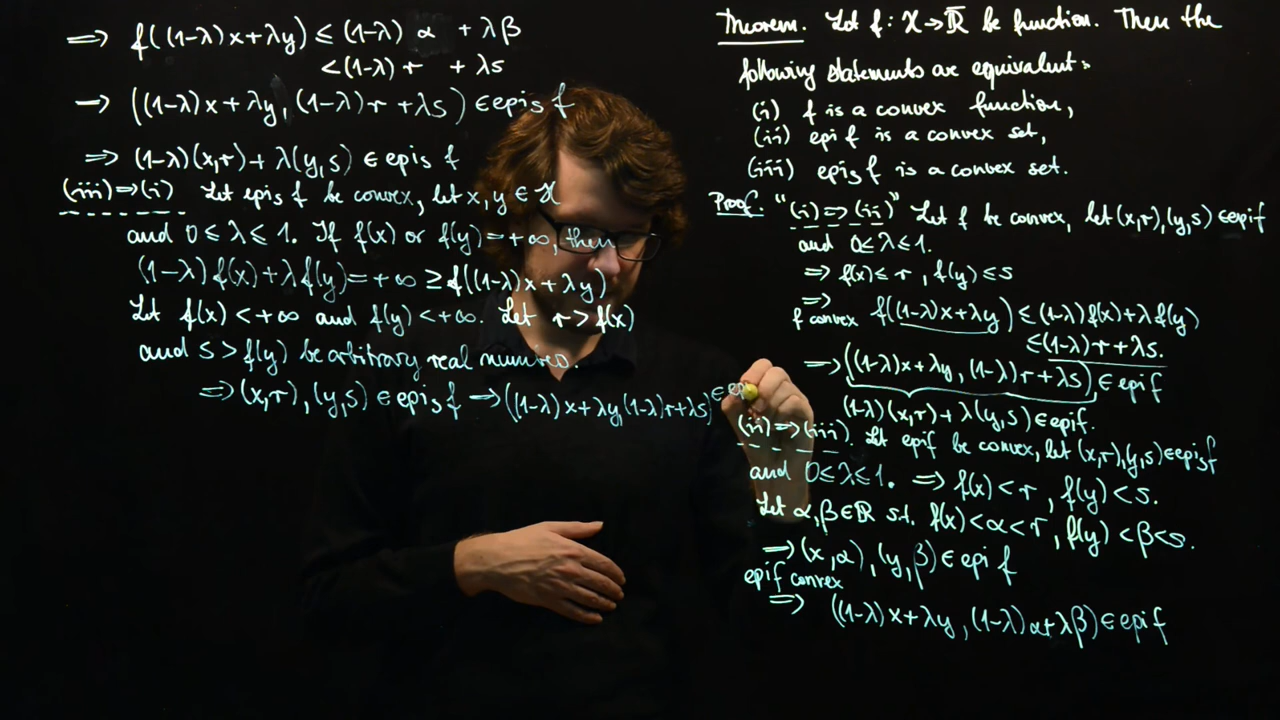 Theorem. Let f: X→R̅ be function. Then the
following statements are equivalent:
(i) f is a convex function,
(ii) epi f is a convex set,
(iii) epiₛ f is a convex set.
Proof. "(i)⇒(ii)" Let f be convex, let (x,r),(y,s) ∈ epi f
and 0≤λ≤1.
⇒ f(x)≤r, f(y)≤s
⇒ f convex f((1-λ)x+λy) ≤ (1-λ)f(x)+λf(y)
≤(1-λ)r+λs.
⇒ ((1-λ)x+λy, (1-λ)r+λs) ∈ epi f
(1-λ)(x,r)+λ(y,s) ∈ epi f.
(ii)⇒(iii). Let epi f be convex, let (x,r),(y,s)∈epiₛ f
and 0≤λ≤1. ⇒ f(x)<r, f(y)<s.
Let α,β∈R s.t. f(x)<α<r, f(y)<β<s.
⇒(x,α),(y,β)∈ epi f
epi f convex
⇒ ((1-λ)x+λy, (1-λ)α+λβ) ∈ epi f
⇒ f((1-λ)x+λy) ≤ (1-λ) α + λβ
<(1-λ) r + λs
→ ((1-λ)x+λy, (1-λ)r+λs) ∈ epiₛ f
⇒ (1-λ)(x,r)+λ(y,s) ∈ epiₛ f
(iii)⇒(i) Let epiₛ f be convex, let x,y ∈ X
and 0≤λ≤1. If f(x) or f(y)=+∞, then
(1-λ)f(x)+λf(y)=+∞ ≥ f((1-λ)x+λy)
Let f(x)<+∞ and f(y)<+∞. Let r>f(x)
and s>f(y) be arbitrary real numbers.
⇒(x,r),(y,s) ∈ epiₛ f ⇒((1-λ)x+λy,(1-λ)r+λs) ∈ ep